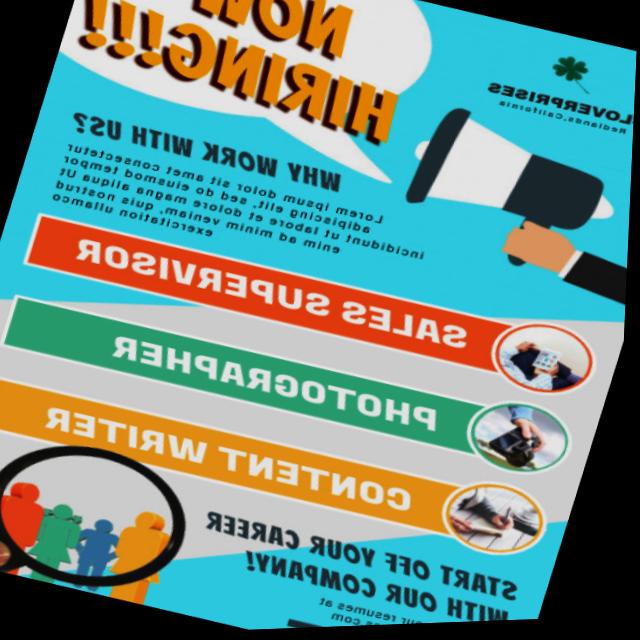 NOW
HIRING!!!
LOVERPRISES
Redlands, California
WHY WORK WITH US?
Lorem ipsum dolor sit amet consectetur
adipiscing elit, sed do eiusmod tempor
incididunt ut labore et dolore magna aliqua Ut
enim ad minim veniam, quis nostrud
exercitation ullamco
SALES SUPERVISOR
PHOTOGRAPHER
CONTENT WRITER
START OFF YOUR CAREER
WITH OUR COMPANY!
resumes at